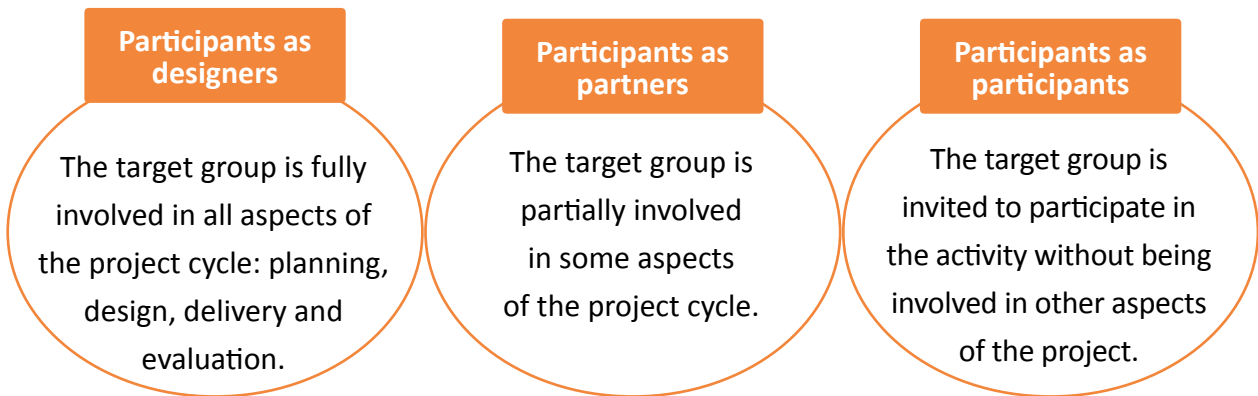 Participants as
designers
The target group is fully
involved in all aspects of
the project cycle: planning,
design, delivery and
evaluation.
Participants as
partners
The target group is
partially involved
in some aspects
of the project cycle.
Participants as
participants
The target group is
invited to participate in
the activity without being
involved in other aspects
of the project.